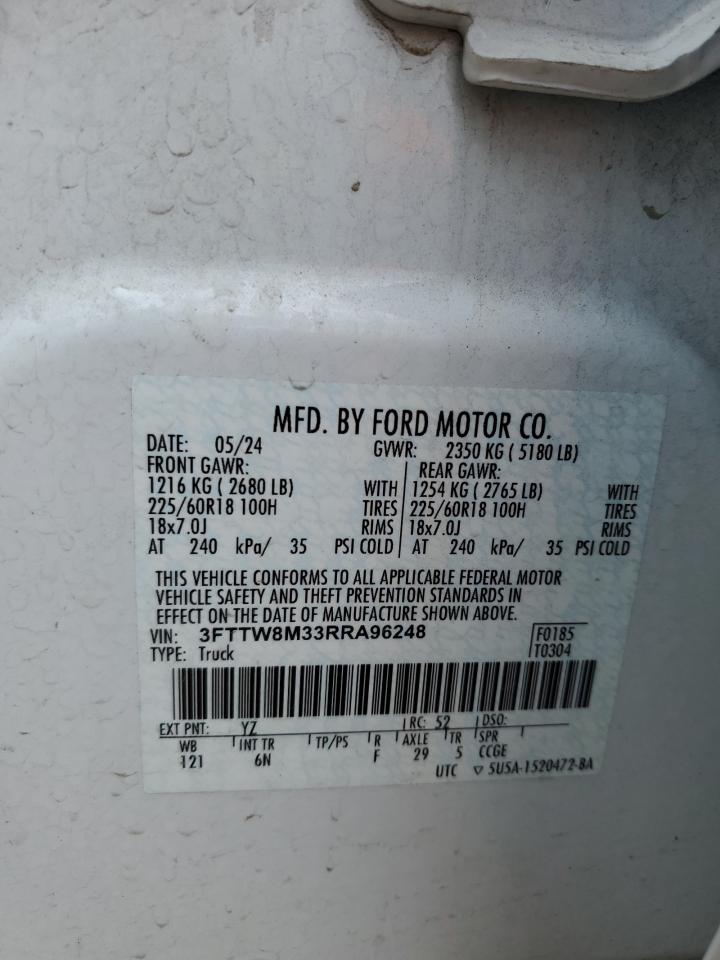 MFD. BY FORD MOTOR CO.
DATE: 05/24 GVWR: 2350 KG ( 5180 LB)
FRONT GAWR: REAR GAWR:
1216 KG ( 2680 LB) WITH 1254 KG ( 2765 LB) WITH
225/60R18 100H TIRES 225/60R18 100H TIRES
18x7.0J RIMS 18x7.0J RIMS
AT 240 kPa/ 35 PSI COLD AT 240 kPa/ 35 PSI COLD
THIS VEHICLE CONFORMS TO ALL APPLICABLE FEDERAL MOTOR
VEHICLE SAFETY AND THEFT PREVENTION STANDARDS IN
EFFECT ON THE DATE OF MANUFACTURE SHOWN ABOVE.
VIN: 3FTTW8M33RRA96248 F0185
TYPE: Truck T0304
EXT PNT: YZ RC: 52 DSO:
WB INT TR TP/PS R AXLE TR SPR
121 6N F 29 5 CCGE
UTC ▽ 5U5A-1520472-BA